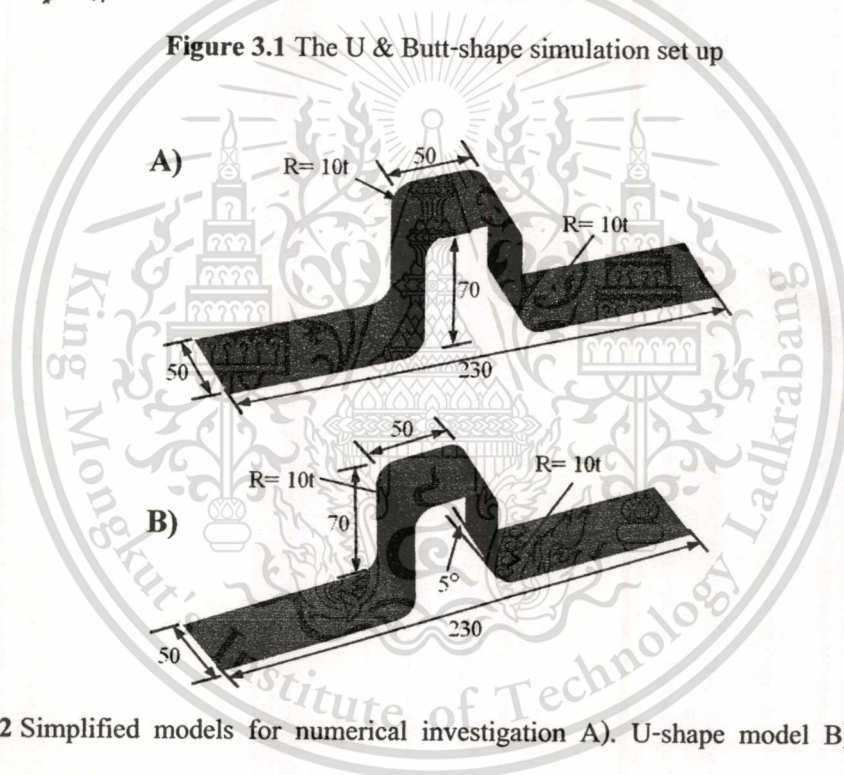 Figure 3.1 The U & Butt-shape simulation set up
A)
R= 10t
50
R= 10t
70
50
230
50
R= 10t
R= 10t
B)
70
5°
230
50
King Mongkut's Institute of Technology Ladkrabang
2 Simplified models for numerical investigation A). U-shape model B